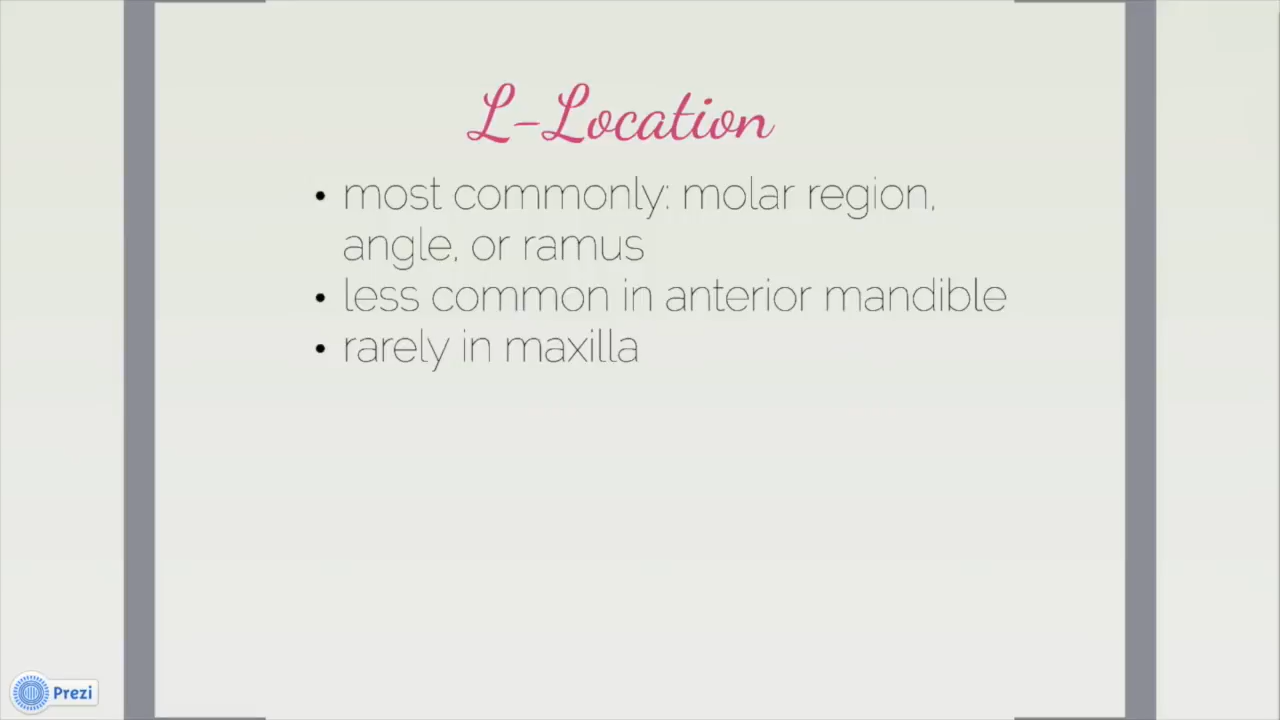 L-Location
• most commonly: molar region,
angle, or ramus
• less common in anterior mandible
• rarely in maxilla
Prezi